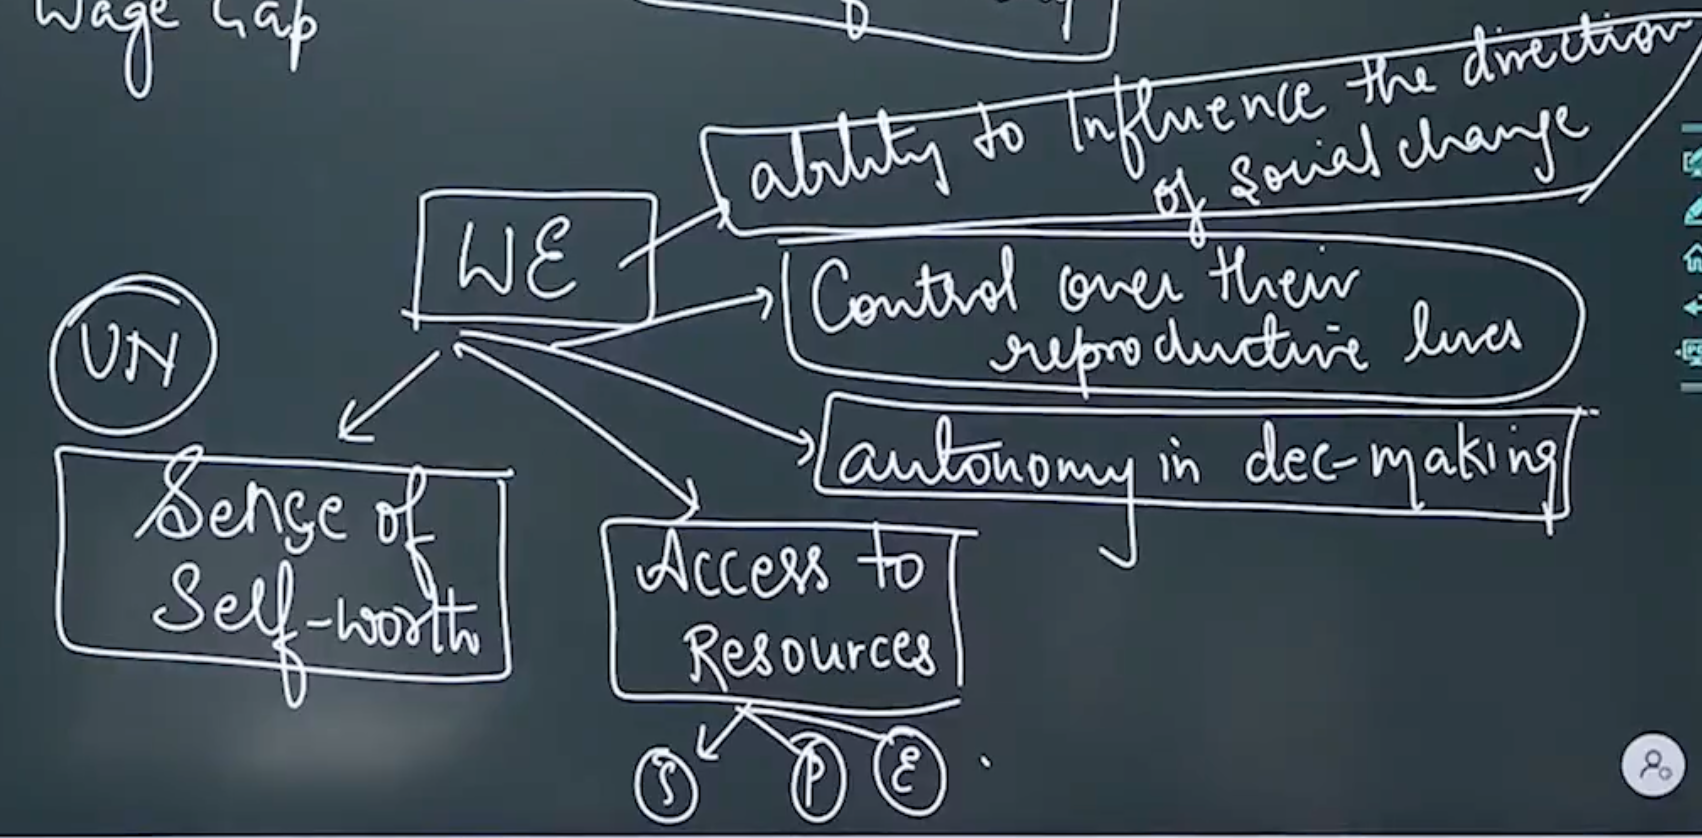 Wage Gap
ability to Influence the direction
of social change
WE
Control over their
reproductive lives
UN
autonomy in dec-making
Sense of
Self-worth
Access to
Resources
S P E